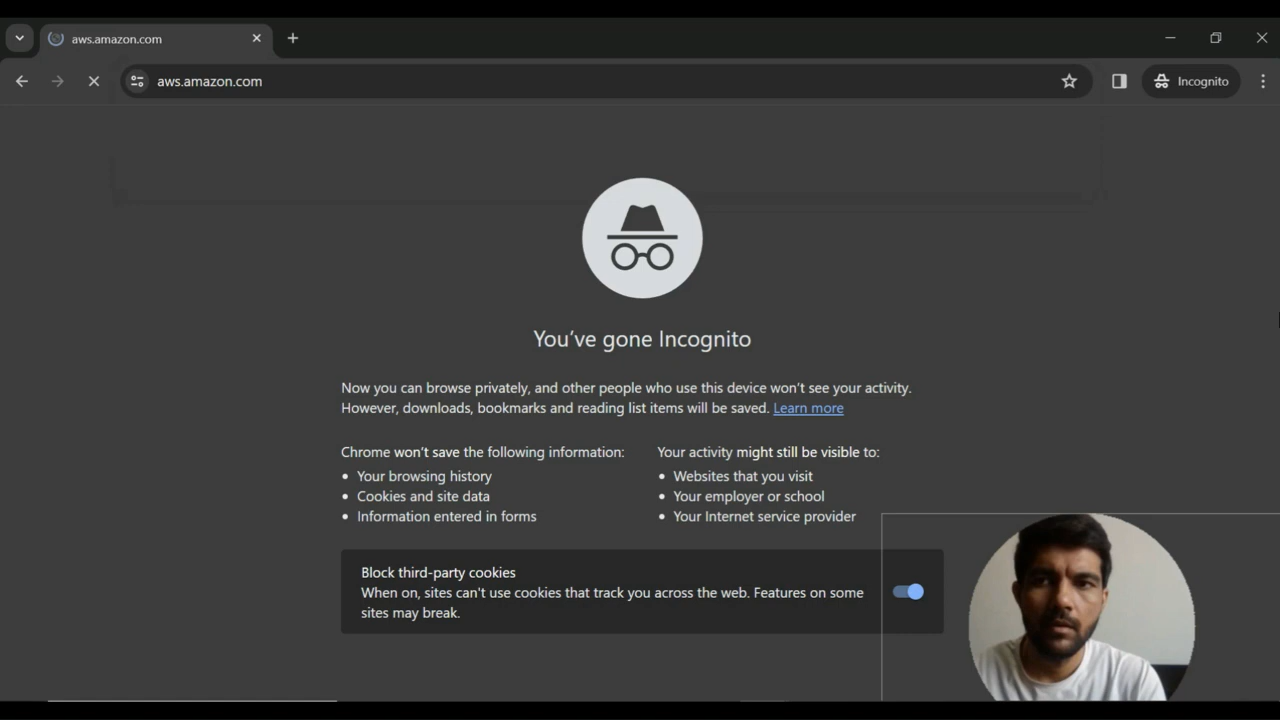 aws.amazon.com
aws.amazon.com
Incognito
You've gone Incognito
Now you can browse privately, and other people who use this device won't see your activity.
However, downloads, bookmarks and reading list items will be saved. Learn more
Chrome won't save the following information:
Your browsing history
Cookies and site data
Information entered in forms
Your activity might still be visible to:
Websites that you visit
Your employer or school
Your Internet service provider
Block third-party cookies
When on, sites can't use cookies that track you across the web. Features on some
sites may break.